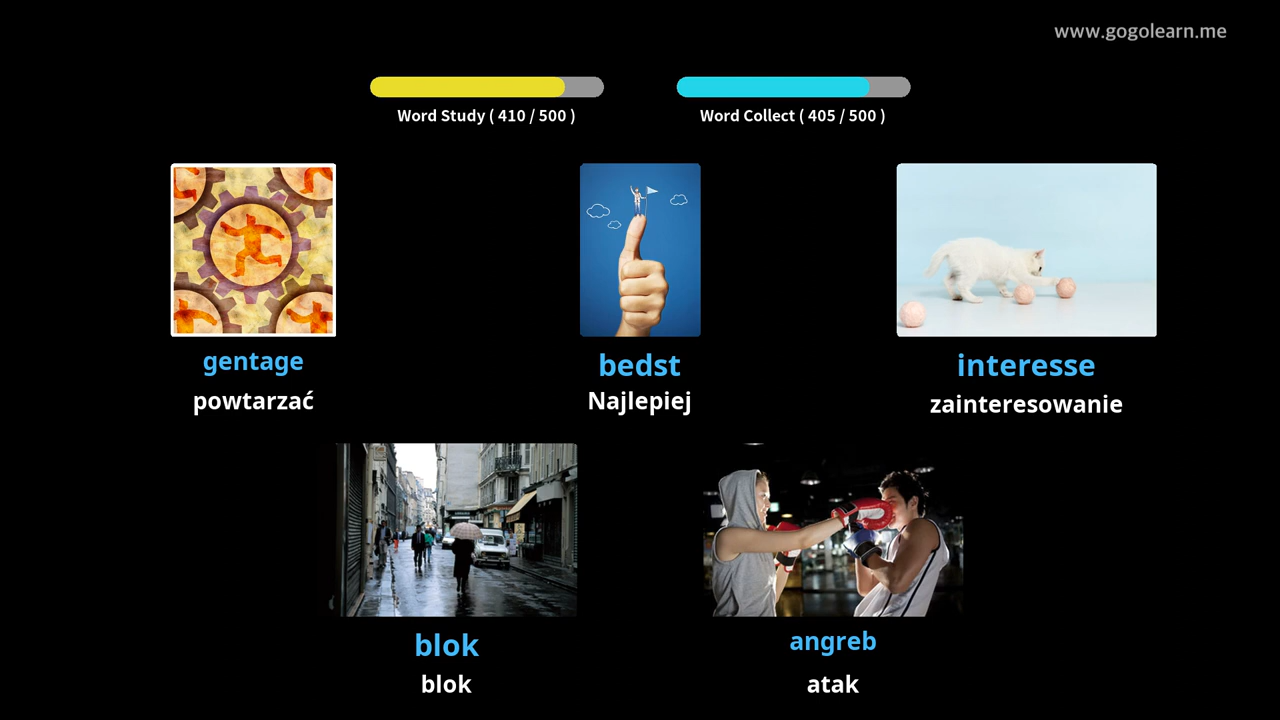 www.gogolearn.me
Word Study ( 410 / 500 )
Word Collect ( 405 / 500 )
gentage
powtarzać
bedst
Najlepiej
interesse
zainteresowanie
blok
blok
angreb
atak